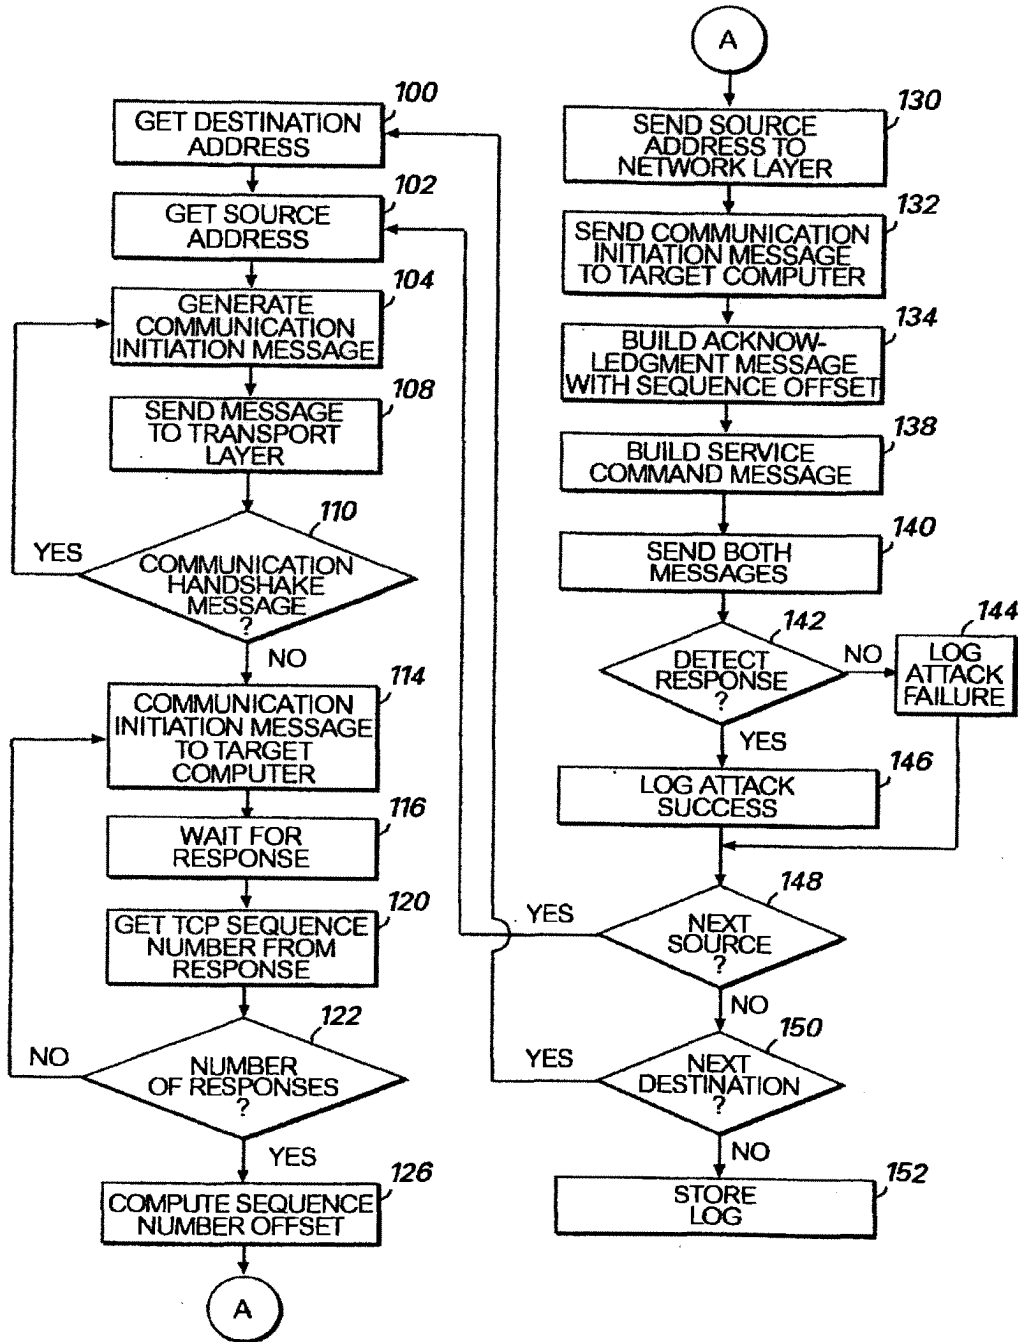 100
GET DESTINATION
ADDRESS
102
GET SOURCE
ADDRESS
104
GENERATE
COMMUNICATION
INITIATION MESSAGE
108
SEND MESSAGE
TO TRANSPORT
LAYER
110
YES
COMMUNICATION
HANDSHAKE
MESSAGE
?
NO
114
COMMUNICATION
INITIATION MESSAGE
TO TARGET
COMPUTER
116
WAIT FOR
RESPONSE
120
GET TCP SEQUENCE
NUMBER FROM
RESPONSE
122
NO
NUMBER
OF RESPONSES
?
YES
126
COMPUTE SEQUENCE
NUMBER OFFSET
A
A
130
SEND SOURCE
ADDRESS TO
NETWORK LAYER
132
SEND COMMUNICATION
INITIATION MESSAGE
TO TARGET COMPUTER
134
BUILD ACKNOW-
LEDGMENT MESSAGE
WITH SEQUENCE OFFSET
138
BUILD SERVICE
COMMAND MESSAGE
140
SEND BOTH
MESSAGES
142
DETECT
RESPONSE
?
NO
144
LOG
ATTACK
FAILURE
YES
146
LOG ATTACK
SUCCESS
148
YES
NEXT
SOURCE
?
NO
150
YES
NEXT
DESTINATION
?
NO
152
STORE
LOG